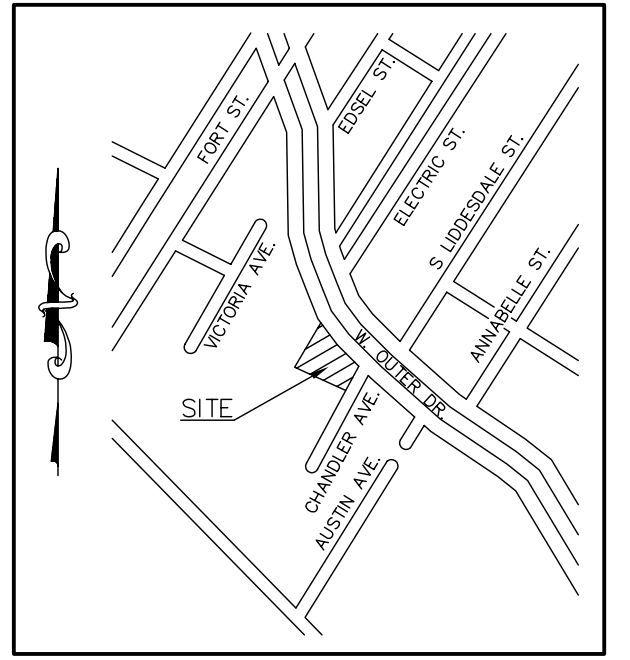 EDSEL ST.
FORT ST.
ELECTRIC ST.
S LIDDESDALE ST.
VICTORIA AVE.
ANNABELLE ST.
W. OUTER DR.
SITE
CHANDLER AVE.
AUSTIN AVE.